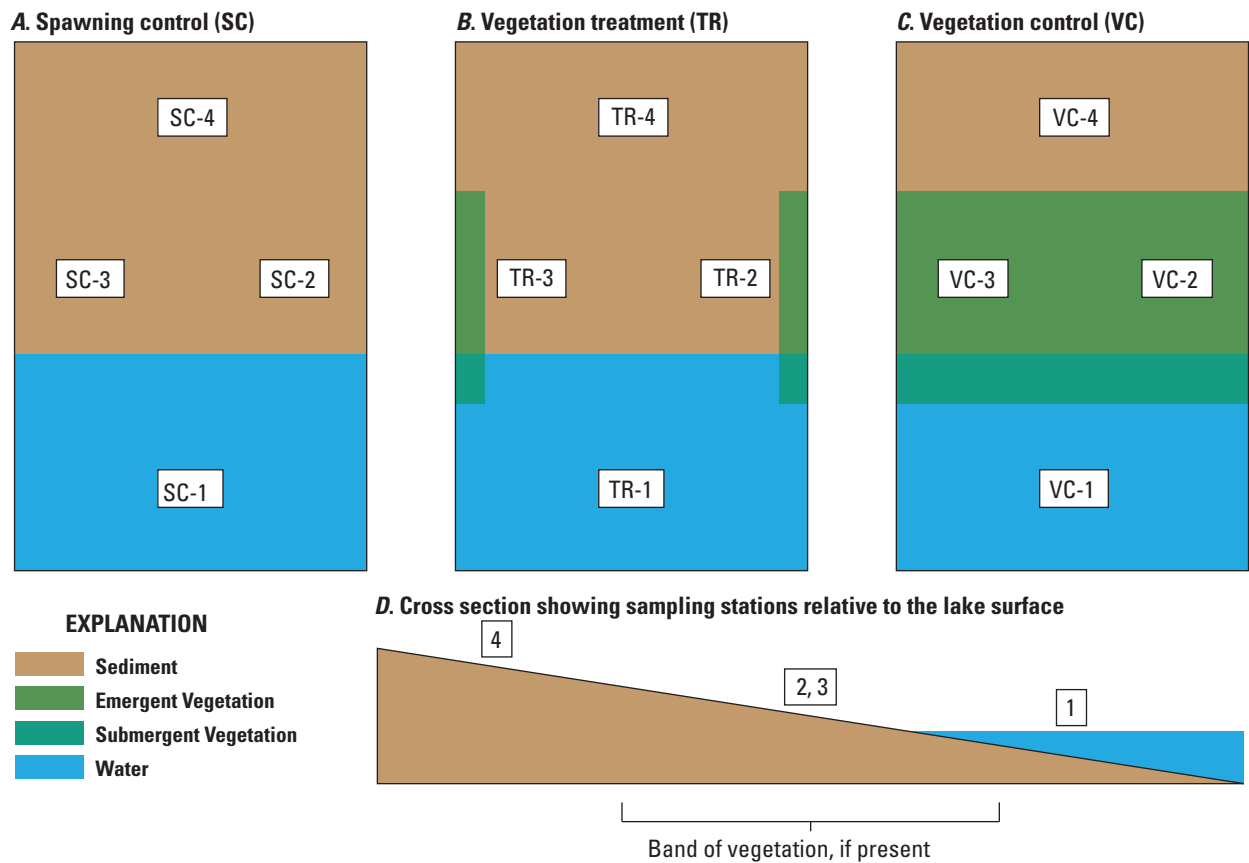 A. Spawning control (SC)
B. Vegetation treatment (TR)
C. Vegetation control (VC)
SC-4
TR-4
VC-4
SC-3
SC-2
TR-3
TR-2
VC-3
VC-2
SC-1
TR-1
VC-1
EXPLANATION
Sediment
Emergent Vegetation
Submergent Vegetation
Water
D. Cross section showing sampling stations relative to the lake surface
4
2, 3
1
Band of vegetation, if present